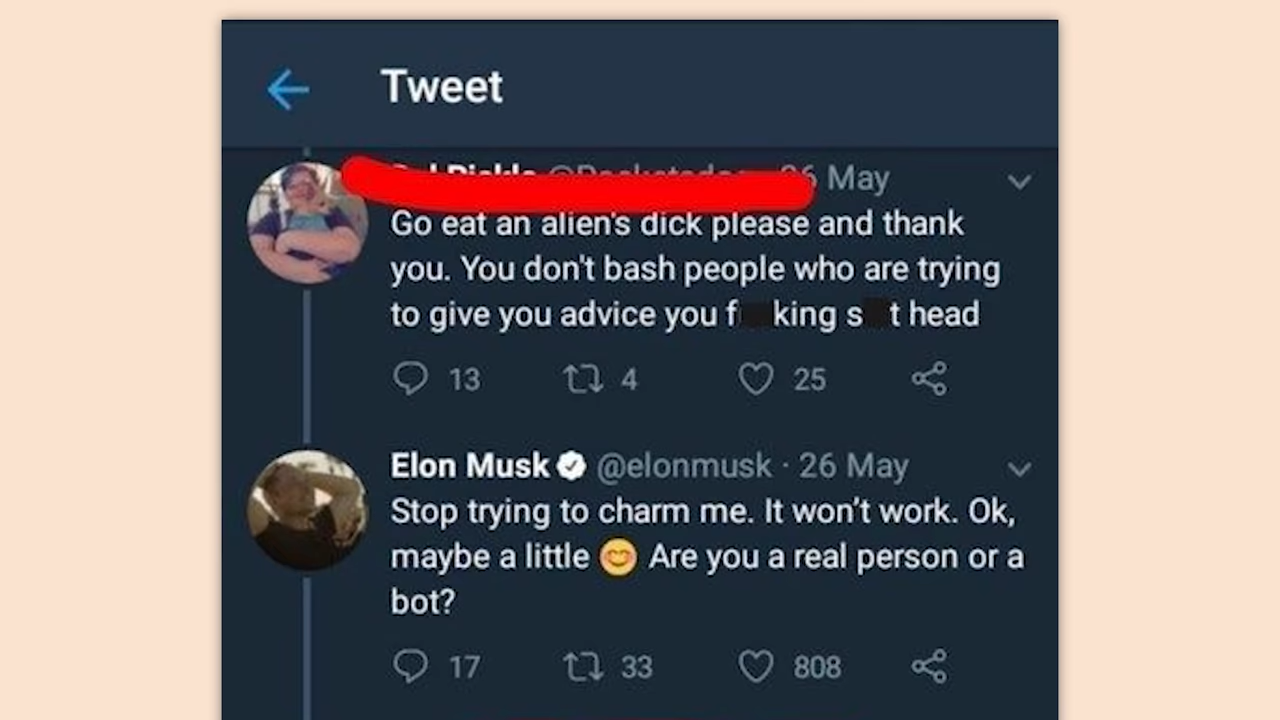 Tweet
26 May
Go eat an alien's dick please and thank
you. You don't bash people who are trying
to give you advice you f king s t head
13 4 25
Elon Musk @elonmusk · 26 May
Stop trying to charm me. It won't work. Ok,
maybe a little 😊 Are you a real person or a
bot?
17 33 808